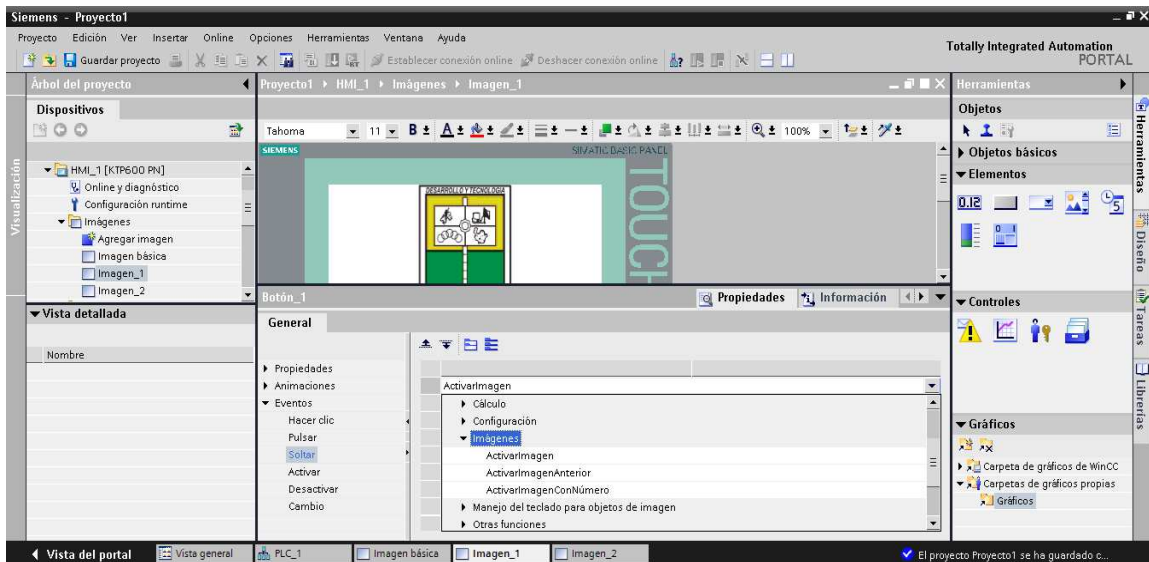 Siemens - Proyecto1
Proyecto Edición Ver Insertar Online Opciones Herramientas Ventana Ayuda
Guardar proyecto Establecer conexión online Deshacer conexión online
Totally Integrated Automation
PORTAL
Árbol del proyecto
Proyecto1 HMI_1 Imágenes Imagen_1
Herramientas
Dispositivos
Visualización
HMI_1 [KTP600 PN]
Online y diagnóstico
Configuración runtime
Imágenes
Agregar imagen
Imagen básica
Imagen_1
Imagen_2
Vista detallada
Nombre
Tahoma 11 B A 100%
SIEMENS SIMATIC BASIC PANEL
TOUCH
DESARROLLO Y TECNOLOGIA
Botón_1
Propiedades Información
General
Propiedades
Animaciones
Eventos
Hacer clic
Pulsar
Soltar
Activar
Desactivar
Cambio
ActivarImagen
Cálculo
Configuración
Imágenes
ActivarImagen
ActivarImagenAnterior
ActivarImagenConNúmero
Manejo del teclado para objetos de imagen
Otras funciones
Objetos
Objetos básicos
Elementos
0.12
5
Controles
Gráficos
Carpeta de gráficos de WinCC
Carpetas de gráficos propias
Gráficos
Herramientas
Diseño
Tareas
Librerías
Vista del portal Vista general PLC_1 Imagen básica Imagen_1 Imagen_2
El proyecto Proyecto1 se ha guardado c...